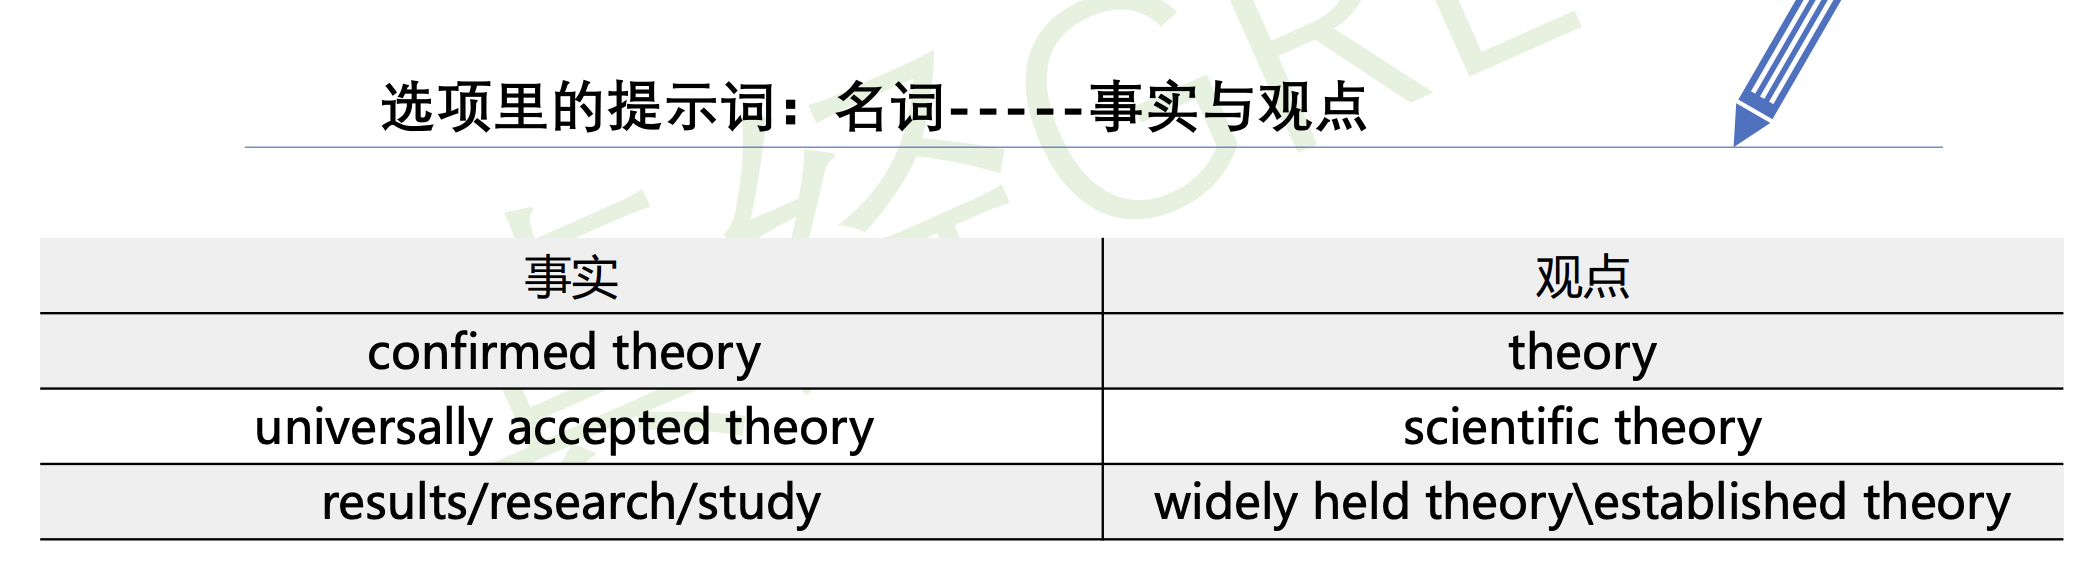 选项里的提示词：名词-----事实与观点
事实 观点
confirmed theory theory
universally accepted theory scientific theory
results/research/study widely held theory\established theory